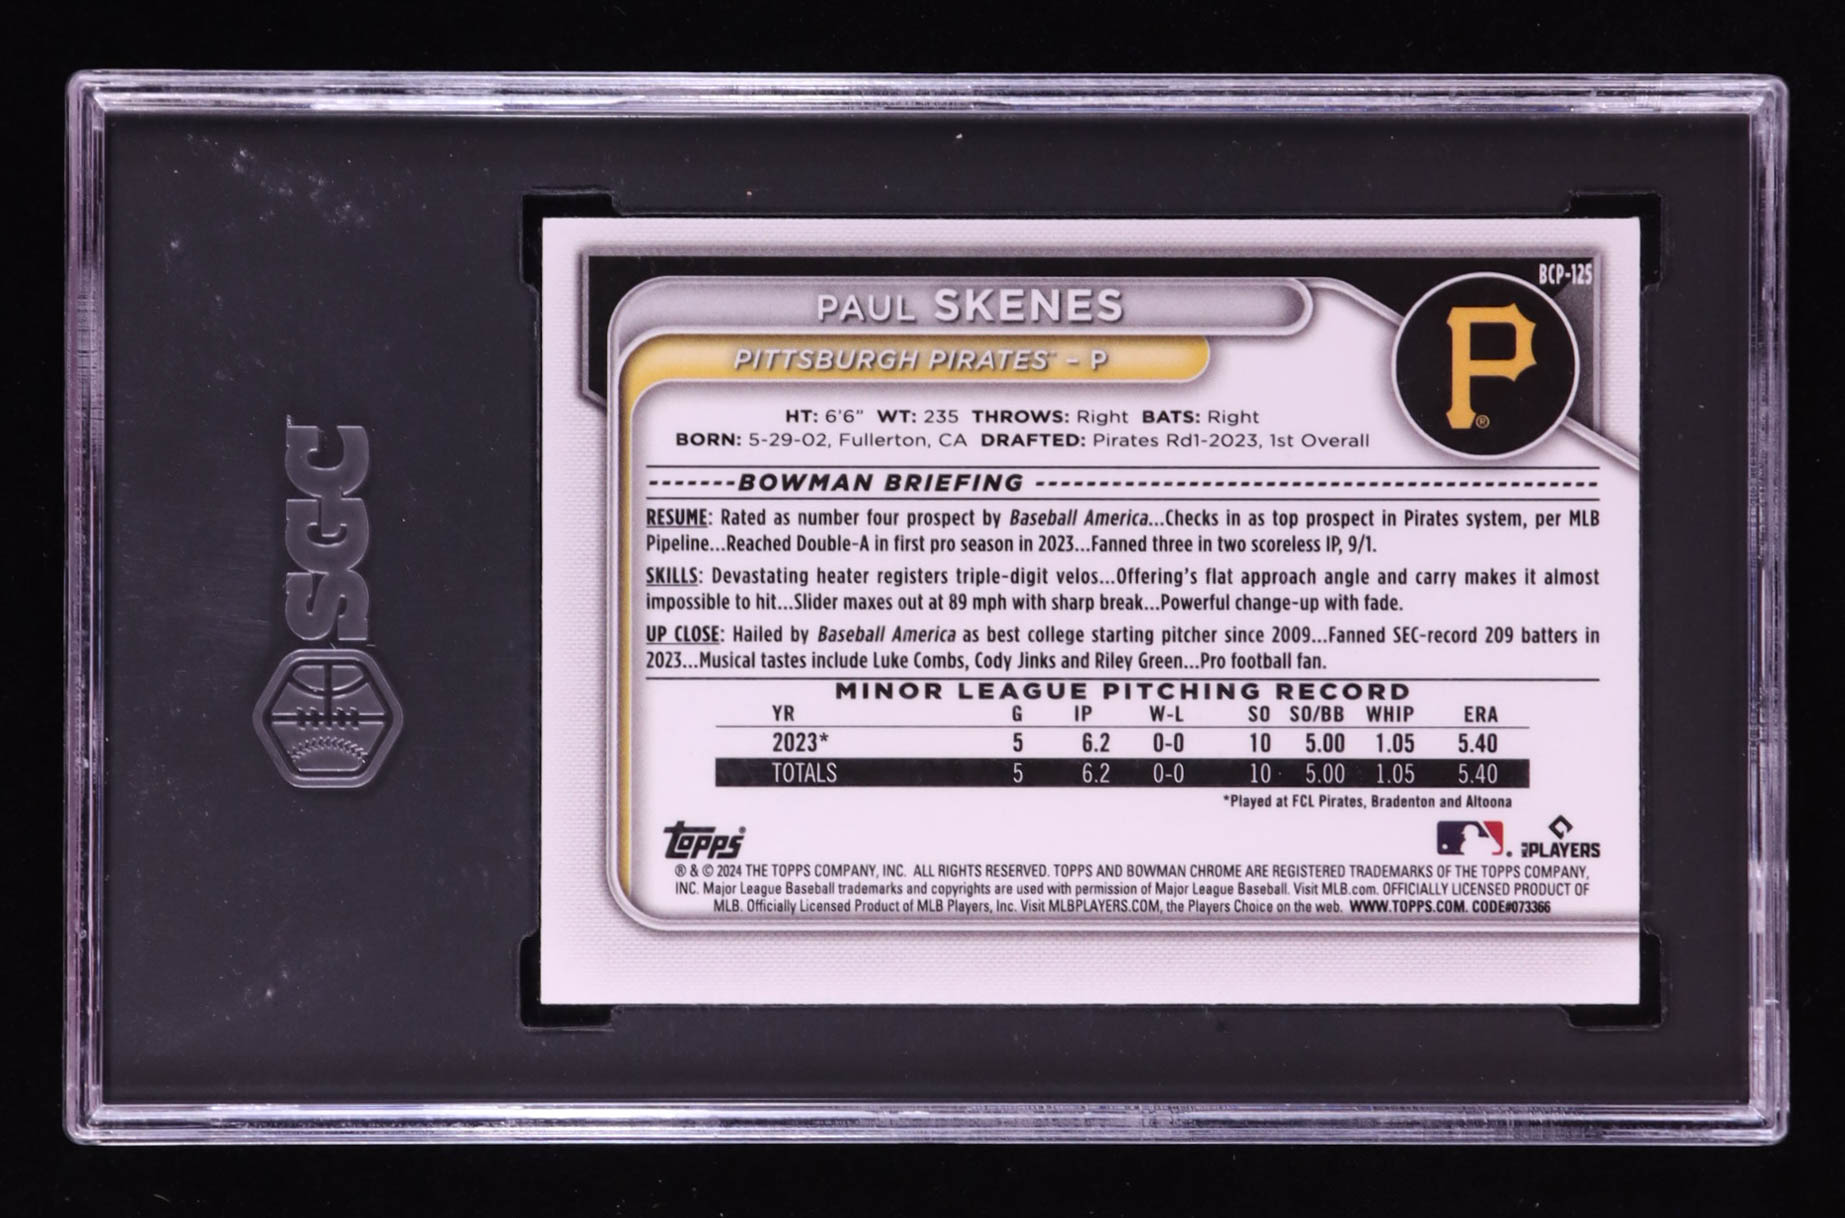 SGC
BCP-125
PAUL SKENES
PITTSBURGH PIRATES™ – P
P®
HT: 6'6" WT: 235 THROWS: Right BATS: Right
BORN: 5-29-02, Fullerton, CA DRAFTED: Pirates Rd1-2023, 1st Overall
BOWMAN BRIEFING
RESUME: Rated as number four prospect by Baseball America...Checks in as top prospect in Pirates system, per MLB
Pipeline...Reached Double-A in first pro season in 2023...Fanned three in two scoreless IP, 9/1.
SKILLS: Devastating heater registers triple-digit velos...Offering's flat approach angle and carry makes it almost
impossible to hit...Slider maxes out at 89 mph with sharp break...Powerful change-up with fade.
UP CLOSE: Hailed by Baseball America as best college starting pitcher since 2009...Fanned SEC-record 209 batters in
2023...Musical tastes include Luke Combs, Cody Jinks and Riley Green...Pro football fan.
MINOR LEAGUE PITCHING RECORD
YR G IP W-L SO SO/BB WHIP ERA
2023* 5 6.2 0-0 10 5.00 1.05 5.40
TOTALS 5 6.2 0-0 10 5.00 1.05 5.40
*Played at FCL Pirates, Bradenton and Altoona
Topps®
PLAYERS
® & © 2024 THE TOPPS COMPANY, INC. ALL RIGHTS RESERVED. TOPPS AND BOWMAN CHROME ARE REGISTERED TRADEMARKS OF THE TOPPS COMPANY,
INC. Major League Baseball trademarks and copyrights are used with permission of Major League Baseball. Visit MLB.com. OFFICIALLY LICENSED PRODUCT OF
MLB. Officially Licensed Product of MLB Players, Inc. Visit MLBPLAYERS.COM, the Players Choice on the web. WWW.TOPPS.COM. CODE#073366